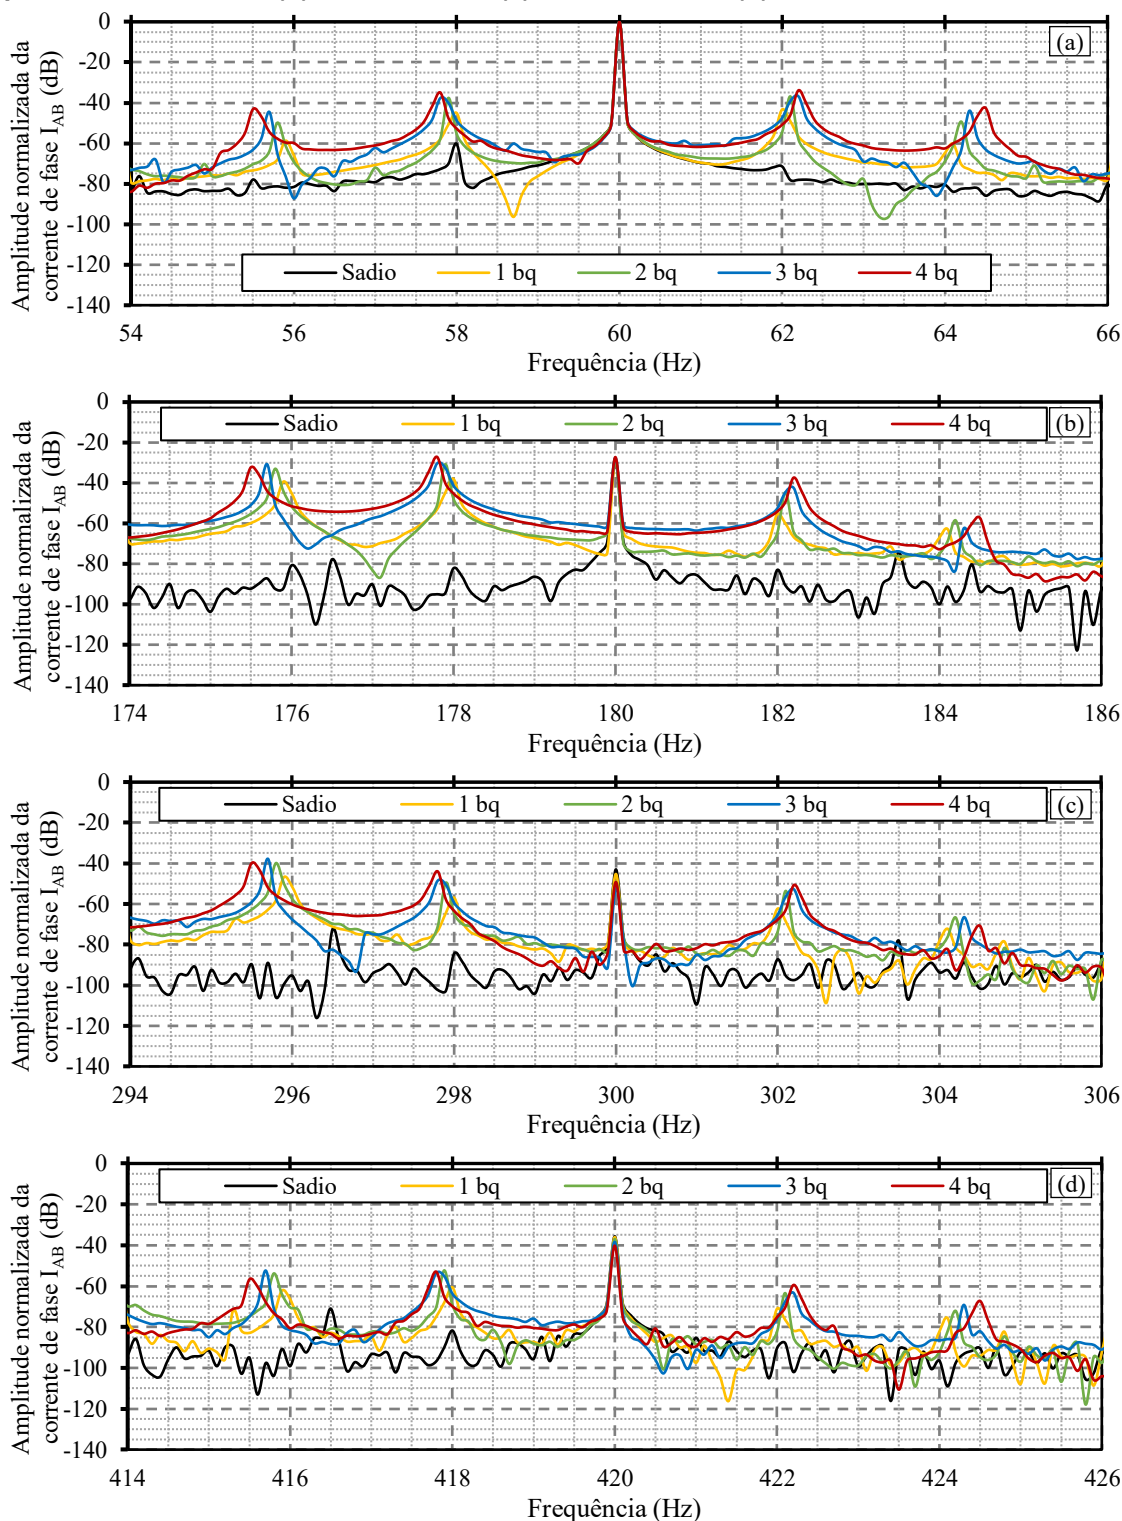 (a)
Amplitude normalizada da
corrente de fase I_AB (dB)
0
-20
-40
-60
-80
-100
-120
-140
Sadio 1 bq 2 bq 3 bq 4 bq
54 56 58 60 62 64 66
Frequência (Hz)
(b)
Amplitude normalizada da
corrente de fase I_AB (dB)
0
-20
-40
-60
-80
-100
-120
-140
Sadio 1 bq 2 bq 3 bq 4 bq
174 176 178 180 182 184 186
Frequência (Hz)
(c)
Amplitude normalizada da
corrente de fase I_AB (dB)
0
-20
-40
-60
-80
-100
-120
-140
Sadio 1 bq 2 bq 3 bq 4 bq
294 296 298 300 302 304 306
Frequência (Hz)
(d)
Amplitude normalizada da
corrente de fase I_AB (dB)
0
-20
-40
-60
-80
-100
-120
-140
Sadio 1 bq 2 bq 3 bq 4 bq
414 416 418 420 422 424 426
Frequência (Hz)